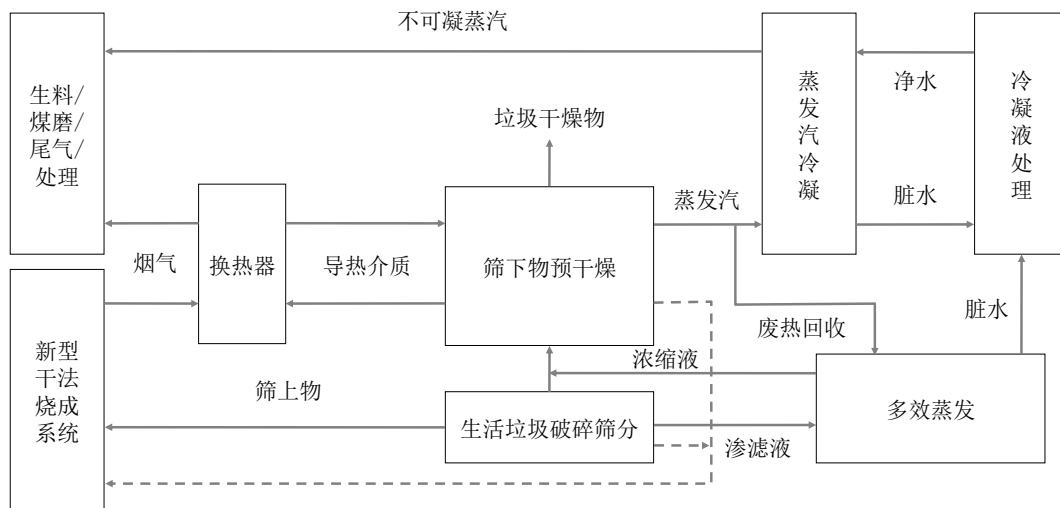 不可凝蒸汽
生料/
煤磨/
尾气/
处理
蒸
发
汽
冷
凝
净水
冷
凝
液
处
理
垃圾干燥物
蒸发汽
脏水
烟气
换热器
导热介质
筛下物预干燥
废热回收
脏水
新型
干法
烧成
系统
筛上物
浓缩液
生活垃圾破碎筛分
渗滤液
多效蒸发